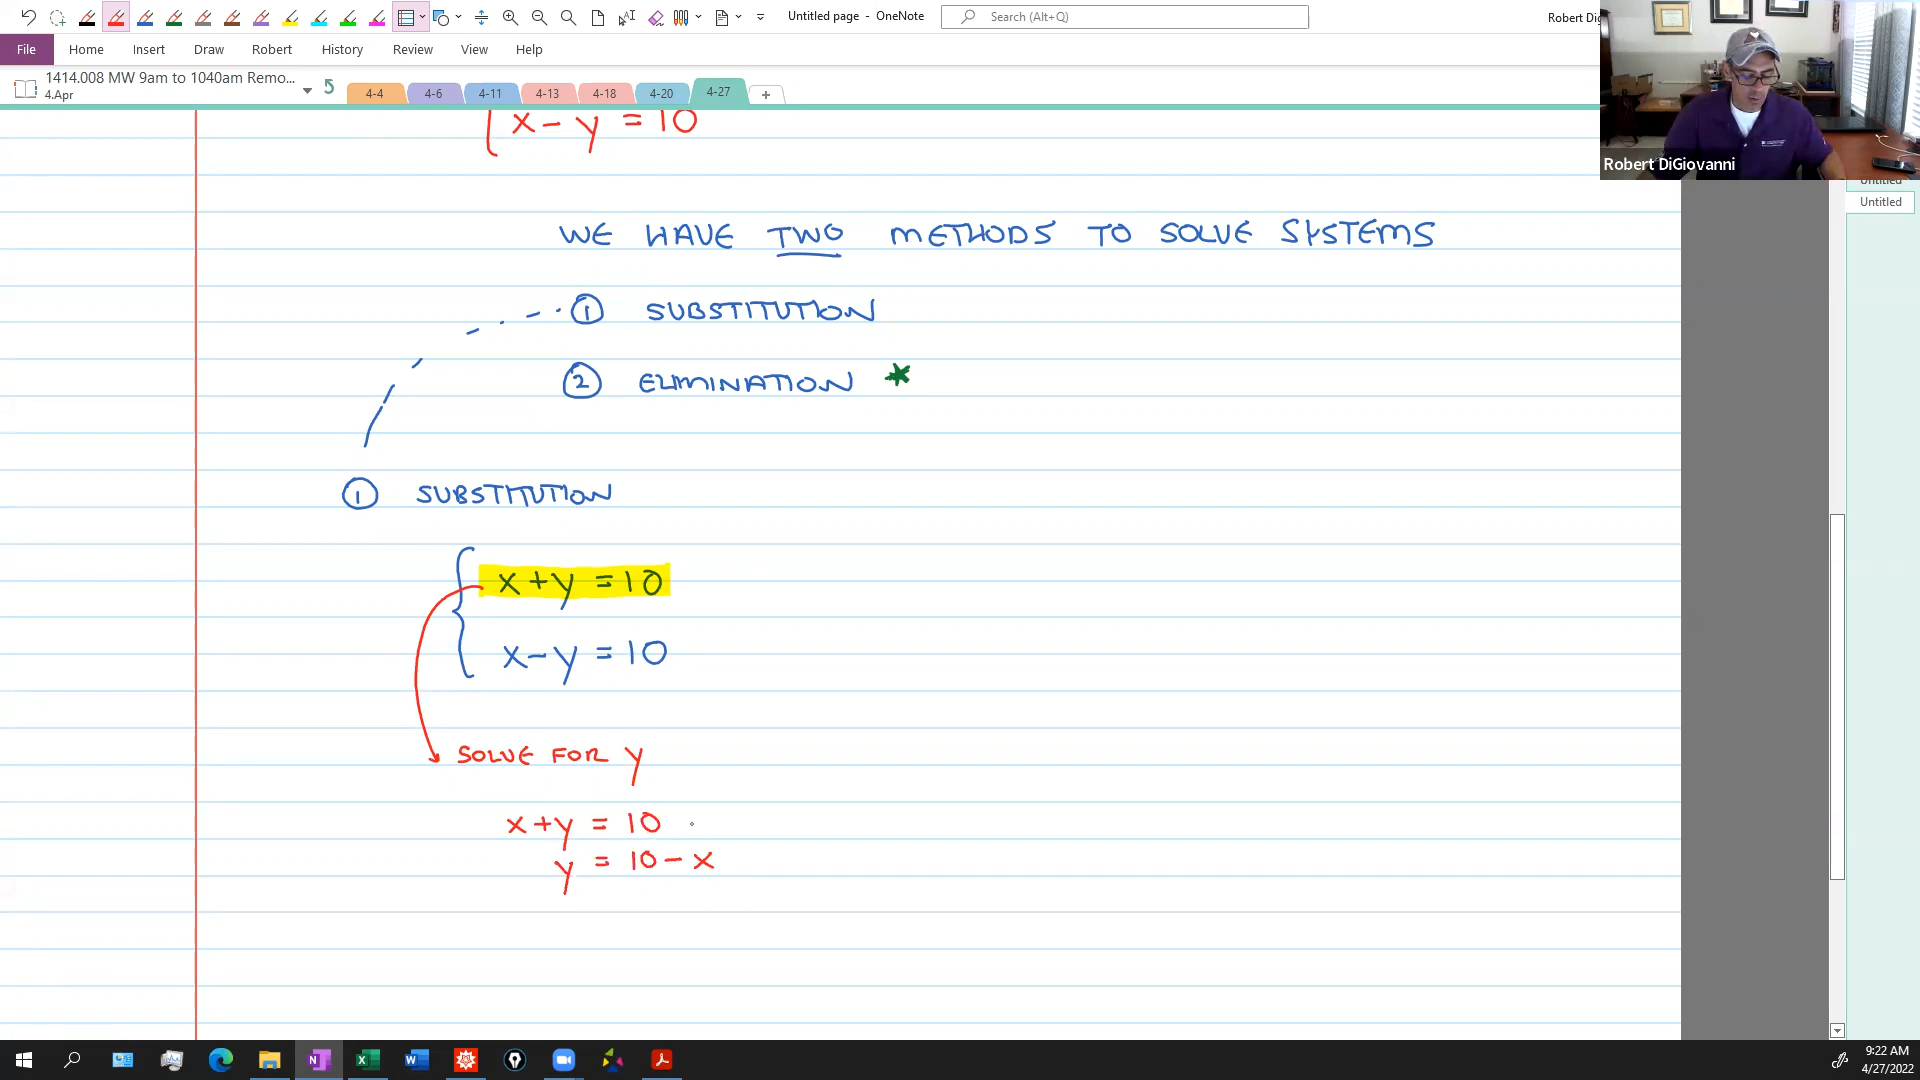 Untitled page - OneNote
Search (Alt+Q)
Robert Di
File Home Insert Draw Robert History Review View Help
1414.008 MW 9am to 1040am Remo...
4.Apr
4-4 4-6 4-11 4-13 4-18 4-20 4-27
Robert DiGiovanni
Untitled
Untitled
x - y = 10
WE HAVE TWO METHODS TO SOLVE SYSTEMS
① SUBSTITUTION
② ELIMINATION ★
① SUBSTITUTION
x + y = 10
x - y = 10
SOLVE FOR y
x + y = 10
y = 10 - x
9:22 AM
4/27/2022